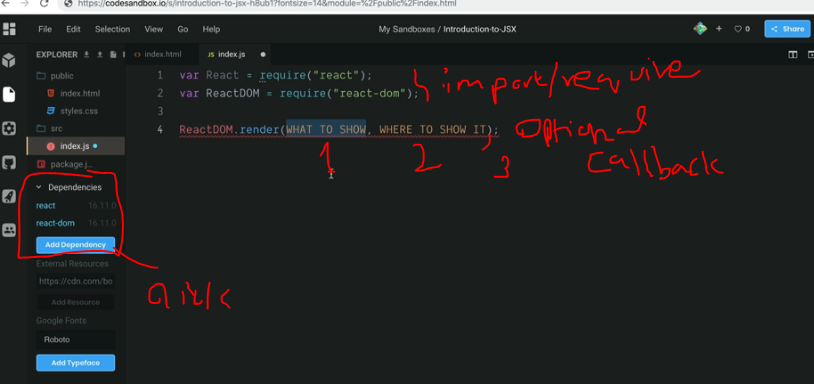 https://codesandbox.io/s/introduction-to-jsx-h8ub1?fontsize=14&module=%2Fpublic%2Findex.html
File Edit Selection View Go Help
My Sandboxes / Introduction-to-JSX
0
Share
EXPLORER
index.html
index.js
public
index.html
styles.css
src
index.js
package.j...
1 var React = require("react");
2 var ReactDOM = require("react-dom");
3
4 ReactDOM.render(WHAT TO SHOW, WHERE TO SHOW IT);
import/require
, Optional
callback
1 2 3
Dependencies
react 16.11.0
react-dom 16.11.0
Add Dependency
External Resources
https://cdn.com/bo
Add Resource
Google Fonts
Roboto
Add Typeface